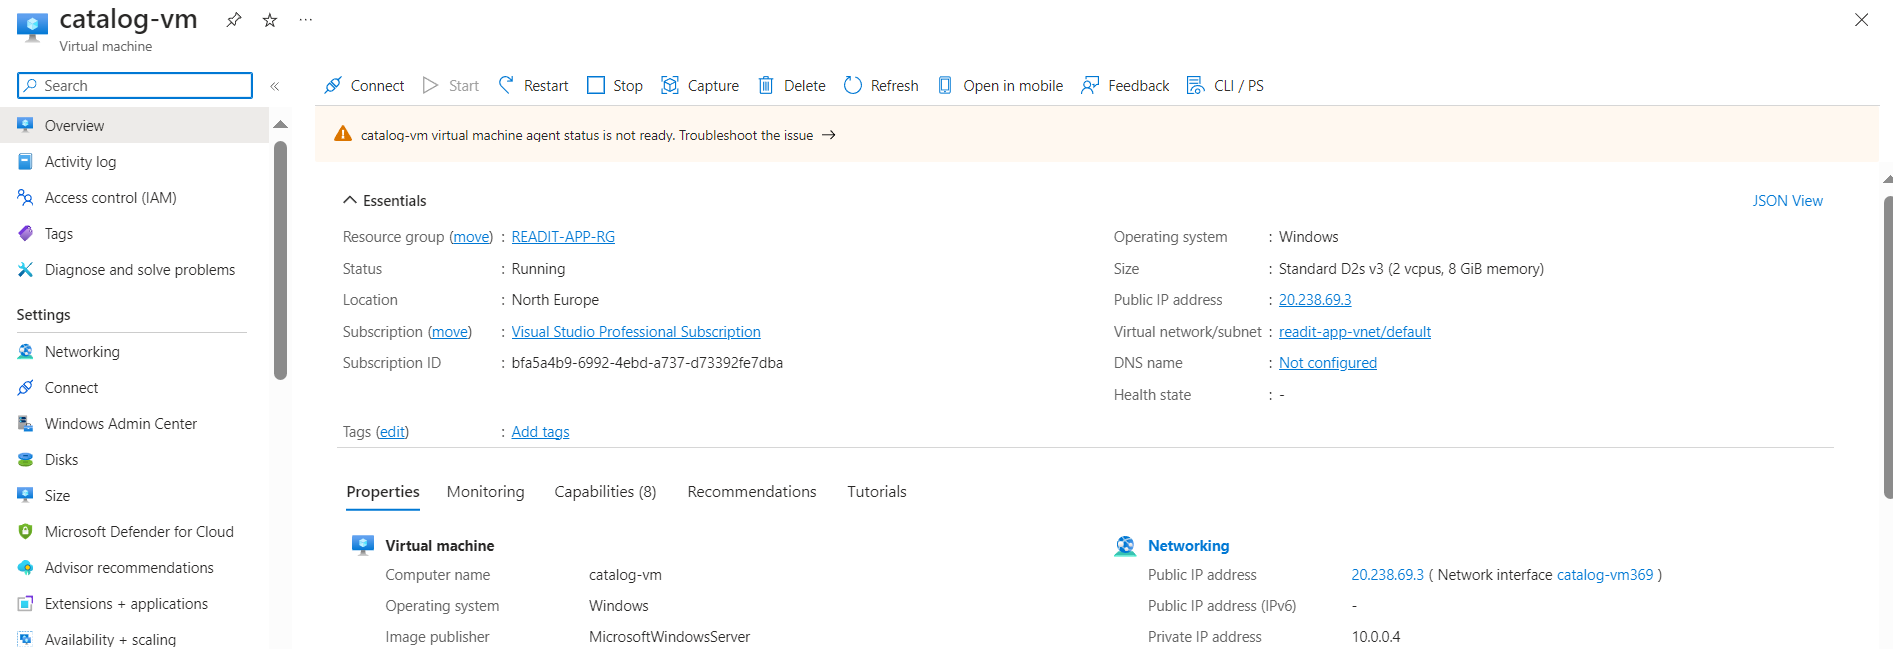 catalog-vm
Virtual machine
Search
«
Connect Start Restart Stop Capture Delete Refresh Open in mobile Feedback CLI / PS
catalog-vm virtual machine agent status is not ready. Troubleshoot the issue →
Overview
Activity log
Access control (IAM)
Tags
Diagnose and solve problems
Settings
Networking
Connect
Windows Admin Center
Disks
Size
Microsoft Defender for Cloud
Advisor recommendations
Extensions + applications
Availability + scaling
Essentials
JSON View
Resource group (move) : READIT-APP-RG
Status : Running
Location : North Europe
Subscription (move) : Visual Studio Professional Subscription
Subscription ID : bfa5a4b9-6992-4ebd-a737-d73392fe7dba
Operating system : Windows
Size : Standard D2s v3 (2 vcpus, 8 GiB memory)
Public IP address : 20.238.69.3
Virtual network/subnet : readit-app-vnet/default
DNS name : Not configured
Health state : -
Tags (edit) : Add tags
Properties Monitoring Capabilities (8) Recommendations Tutorials
Virtual machine
Computer name catalog-vm
Operating system Windows
Image publisher MicrosoftWindowsServer
Networking
Public IP address 20.238.69.3 ( Network interface catalog-vm369 )
Public IP address (IPv6) -
Private IP address 10.0.0.4